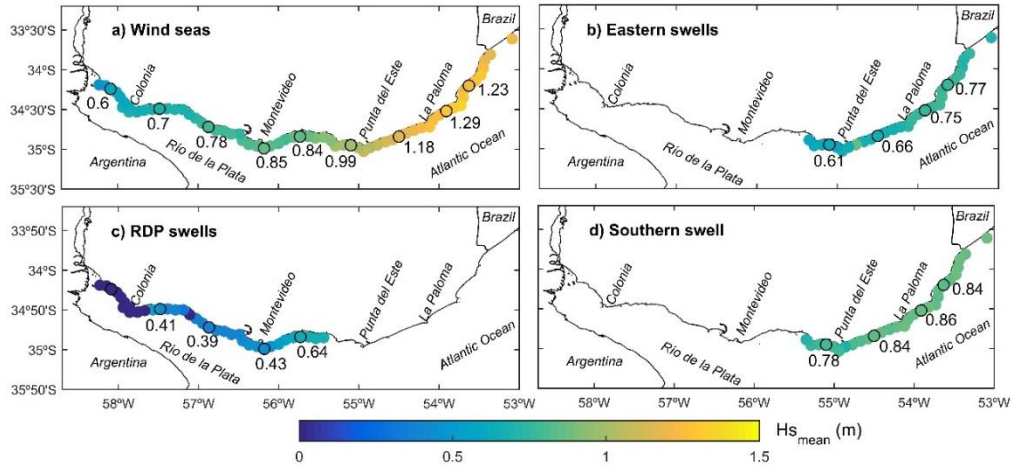 a) Wind seas
Brazil
33°30'S
34°S
34°30'S
35°S
35°30'S
Colonia
Montevideo
Punta del Este
La Paloma
0.6
0.7
0.78
0.85
0.84
0.99
1.18
1.29
1.23
Argentina
Río de la Plata
Atlantic Ocean
b) Eastern swells
Brazil
Montevideo
Punta del Este
La Paloma
0.61
0.66
0.75
0.77
Argentina
Río de la Plata
Atlantic Ocean
c) RDP swells
Brazil
33°50'S
34°S
34°50'S
35°S
35°50'S
Colonia
Montevideo
Punta del Este
La Paloma
0.41
0.39
0.43
0.64
Argentina
Río de la Plata
Atlantic Ocean
58°W
57°W
56°W
55°W
54°W
53°W
d) Southern swell
Brazil
Montevideo
Punta del Este
La Paloma
0.78
0.84
0.86
0.84
Argentina
Río de la Plata
Atlantic Ocean
58°W
57°W
56°W
55°W
54°W
53°W
0
0.5
1
1.5
Hsmean (m)